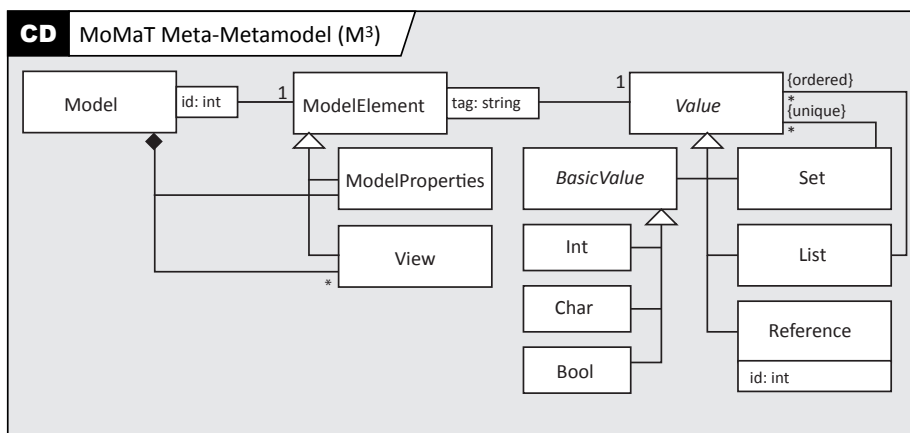 CD MoMaT Meta-Metamodel (M³)
Model
id: int
1
ModelElement
tag: string
1
Value
{ordered}
*
{unique}
*
ModelProperties
BasicValue
Set
View
*
Int
List
Char
Reference
id: int
Bool